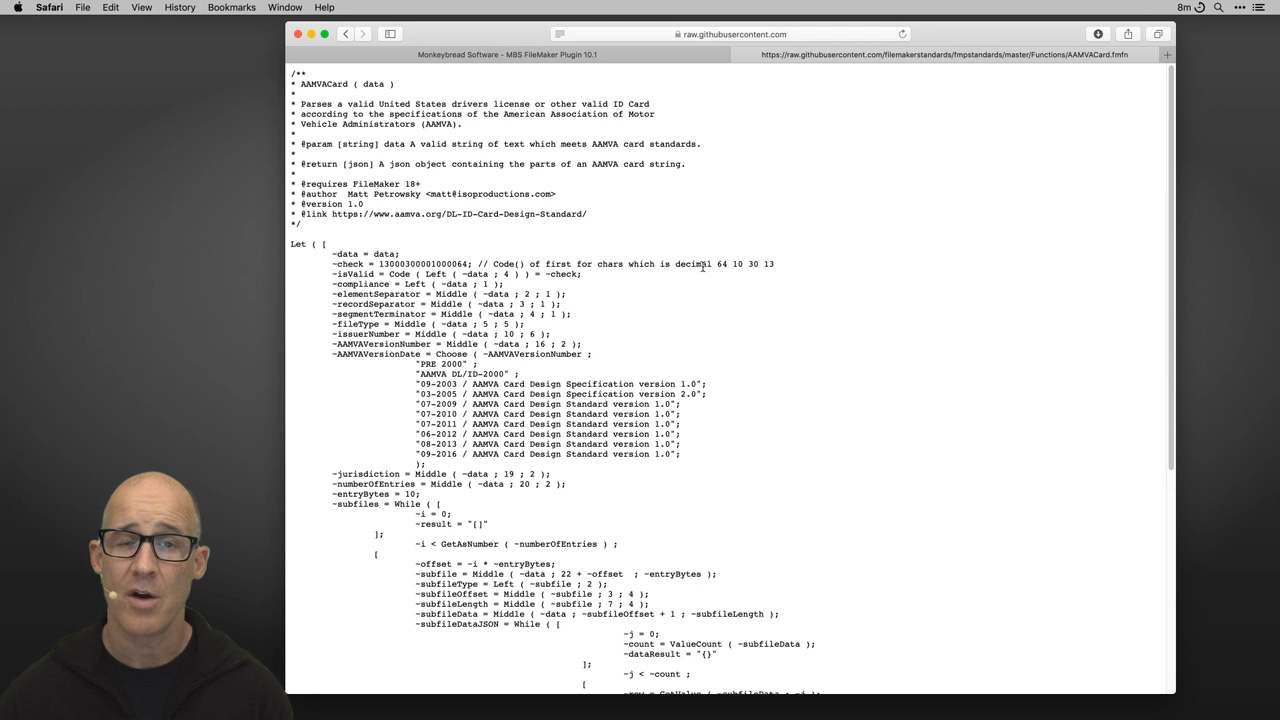 Safari File Edit View History Bookmarks Window Help 8m
raw.githubusercontent.com
Monkeybread Software - MBS FileMaker Plugin 10.1
https://raw.githubusercontent.com/filemakerstandards/fmpstandards/master/Functions/AAMVACard.fmfn
/**
* AAMVACard ( data )
*
* Parses a valid United States drivers license or other valid ID Card
* according to the specifications of the American Association of Motor
* Vehicle Administrators (AAMVA).
*
* @param [string] data A valid string of text which meets AAMVA card standards.
*
* @return [json] A json object containing the parts of an AAMVA card string.
*
* @requires FileMaker 18+
* @author  Matt Petrowsky <matt@isoproductions.com>
* @version 1.0
* @link https://www.aamva.org/DL-ID-Card-Design-Standard/
*/
Let ( [
~data = data;
~check = 13000300001000064; // Code() of first for chars which is decimal 64 10 30 13
~isValid = Code ( Left ( ~data ; 4 ) ) = ~check;
~compliance = Left ( ~data ; 1 );
~elementSeparator = Middle ( ~data ; 2 ; 1 );
~recordSeparator = Middle ( ~data ; 3 ; 1 );
~segmentTerminator = Middle ( ~data ; 4 ; 1 );
~fileType = Middle ( ~data ; 5 ; 5 );
~issuerNumber = Middle ( ~data ; 10 ; 6 );
~AAMVAVersionNumber = Middle ( ~data ; 16 ; 2 );
~AAMVAVersionDate = Choose ( ~AAMVAVersionNumber ;
"PRE 2000" ;
"AAMVA DL/ID-2000" ;
"09-2003 / AAMVA Card Design Specification version 1.0";
"03-2005 / AAMVA Card Design Specification version 2.0";
"07-2009 / AAMVA Card Design Standard version 1.0";
"07-2010 / AAMVA Card Design Standard version 1.0";
"07-2011 / AAMVA Card Design Standard version 1.0";
"06-2012 / AAMVA Card Design Standard version 1.0";
"08-2013 / AAMVA Card Design Standard version 1.0";
"09-2016 / AAMVA Card Design Standard version 1.0";
);
~jurisdiction = Middle ( ~data ; 19 ; 2 );
~numberOfEntries = Middle ( ~data ; 20 ; 2 );
~entryBytes = 10;
~subfiles = While ( [
~i = 0;
~result = "[]"
];
~i < GetAsNumber ( ~numberOfEntries ) ;
[
~offset = ~i * ~entryBytes;
~subfile = Middle ( ~data ; 22 + ~offset  ; ~entryBytes );
~subfileType = Left ( ~subfile ; 2 );
~subfileOffset = Middle ( ~subfile ; 3 ; 4 );
~subfileLength = Middle ( ~subfile ; 7 ; 4 );
~subfileData = Middle ( ~data ; ~subfileOffset + 1 ; ~subfileLength );
~subfileDataJSON = While ( [
~j = 0;
~count = ValueCount ( ~subfileData );
~dataResult = "{}"
];
~j < ~count ;
[
~row = GetValue ( ~subfileData ; ~j );